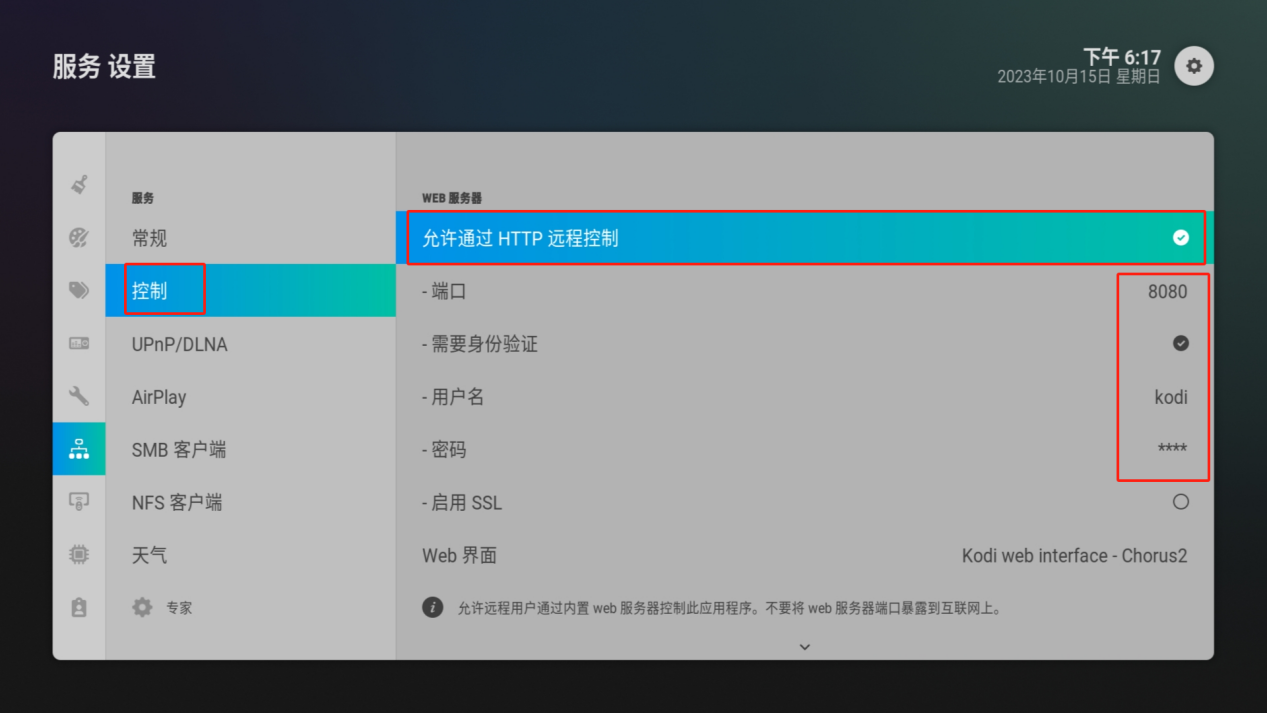 服务 设置
下午 6:17
2023年10月15日 星期日
服务
常规
控制
UPnP/DLNA
AirPlay
SMB 客户端
NFS 客户端
天气
专家
WEB 服务器
允许通过 HTTP 远程控制
- 端口 8080
- 需要身份验证
- 用户名 kodi
- 密码 ****
- 启用 SSL
Web 界面 Kodi web interface - Chorus2
允许远程用户通过内置 web 服务器控制此应用程序。不要将 web 服务器端口暴露到互联网上。